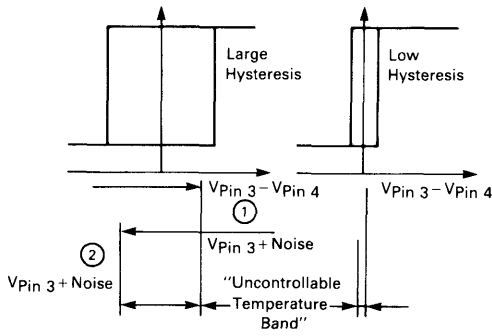 Large
Hysteresis
Low
Hysteresis
VPin 3−VPin 4
VPin 3−VPin 4
1
VPin 3+Noise
2
VPin 3+Noise
"Uncontrollable
Temperature
Band"